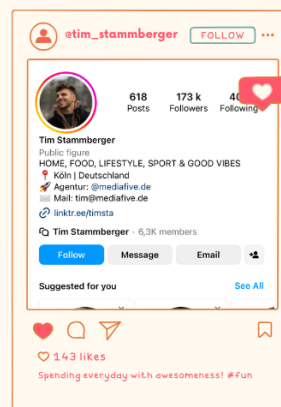 @tim_stammberger FOLLOW
618 173 k
Posts Followers Following
Tim Stammberger
Public figure
HOME, FOOD, LIFESTYLE, SPORT & GOOD VIBES
📍 Köln | Deutschland
🚀 Agentur: @mediafive.de
✉️ Mail: tim@mediafive.de
linktr.ee/timsta
Tim Stammberger · 6,3K members
Follow Message Email
Suggested for you See All
143 likes
Spending everyday with awesomeness! #fun